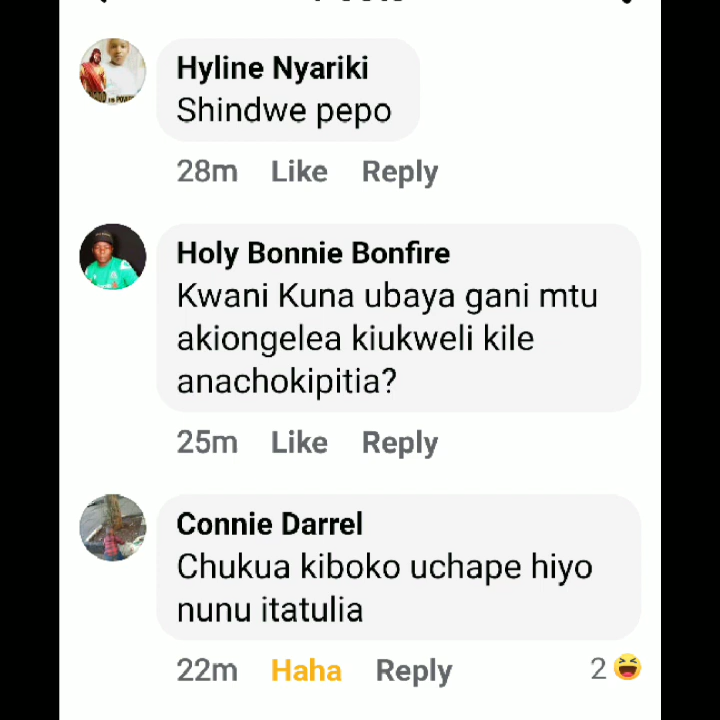 Hyline Nyariki
Shindwe pepo
28m Like Reply
Holy Bonnie Bonfire
Kwani Kuna ubaya gani mtu
akiongelea kiukweli kile
anachokipitia?
25m Like Reply
Connie Darrel
Chukua kiboko uchape hiyo
nunu itatulia
22m Haha Reply 2